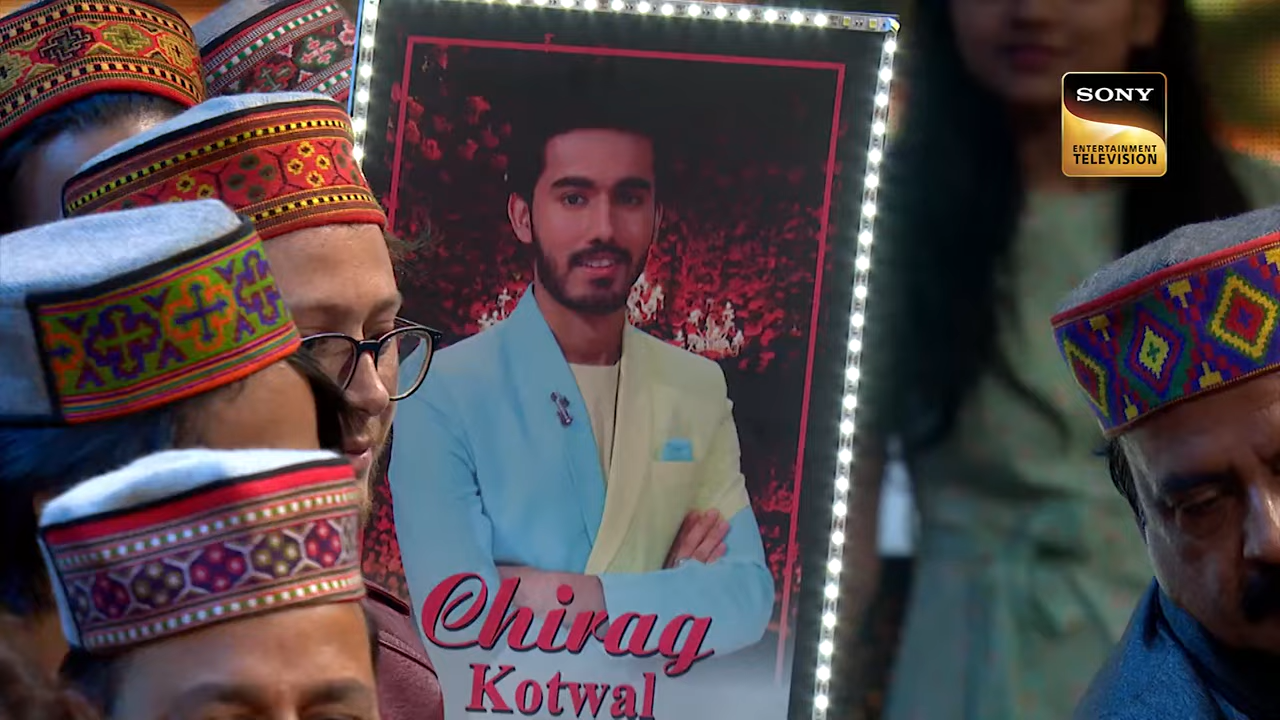 SONY
ENTERTAINMENT
TELEVISION
Chirag
Kotwal